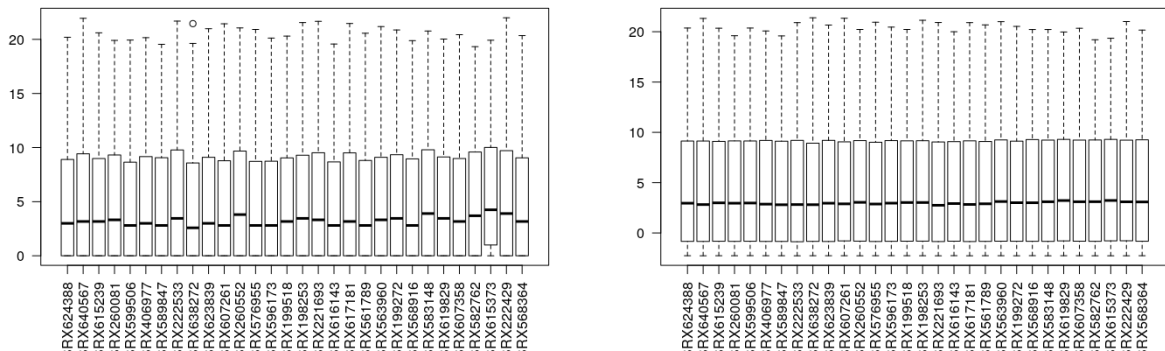 20
15
10
5
0
RX624388
RX640567
RX615239
RX260081
RX599506
RX406977
RX589847
RX222533
RX638272
RX623839
RX607261
RX260552
RX576955
RX596173
RX199518
RX198253
RX221693
RX616143
RX617181
RX561789
RX563960
RX199272
RX568916
RX583148
RX619829
RX607358
RX582762
RX615373
RX222429
RX568364
20
15
10
5
0
RX624388
RX640567
RX615239
RX260081
RX599506
RX406977
RX589847
RX222533
RX638272
RX623839
RX607261
RX260552
RX576955
RX596173
RX199518
RX198253
RX221693
RX616143
RX617181
RX561789
RX563960
RX199272
RX568916
RX583148
RX619829
RX607358
RX582762
RX615373
RX222429
RX568364